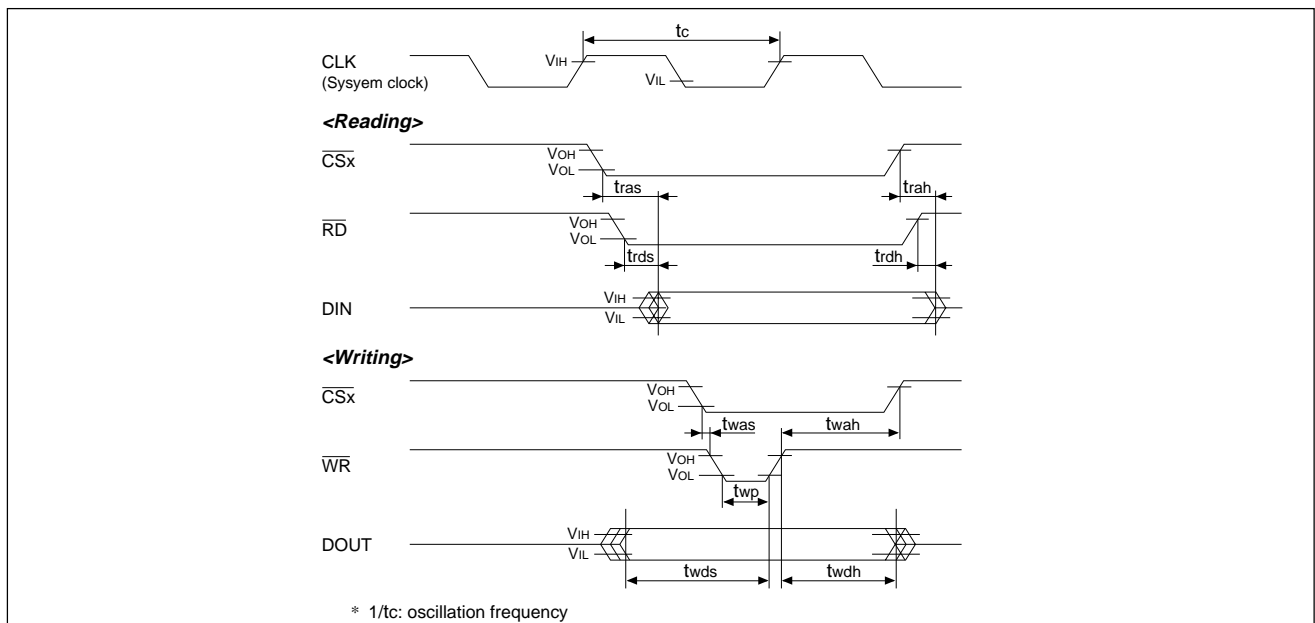 tc
CLK
VIH
VIL
(Sysyem clock)
<Reading>
CSx
VOH
VOL
tras
trah
RD
VOH
VOL
trds
trdh
DIN
VIH
VIL
<Writing>
CSx
VOH
VOL
twas
twah
WR
VOH
VOL
twp
DOUT
VIH
VIL
twds
twdh
* 1/tc: oscillation frequency